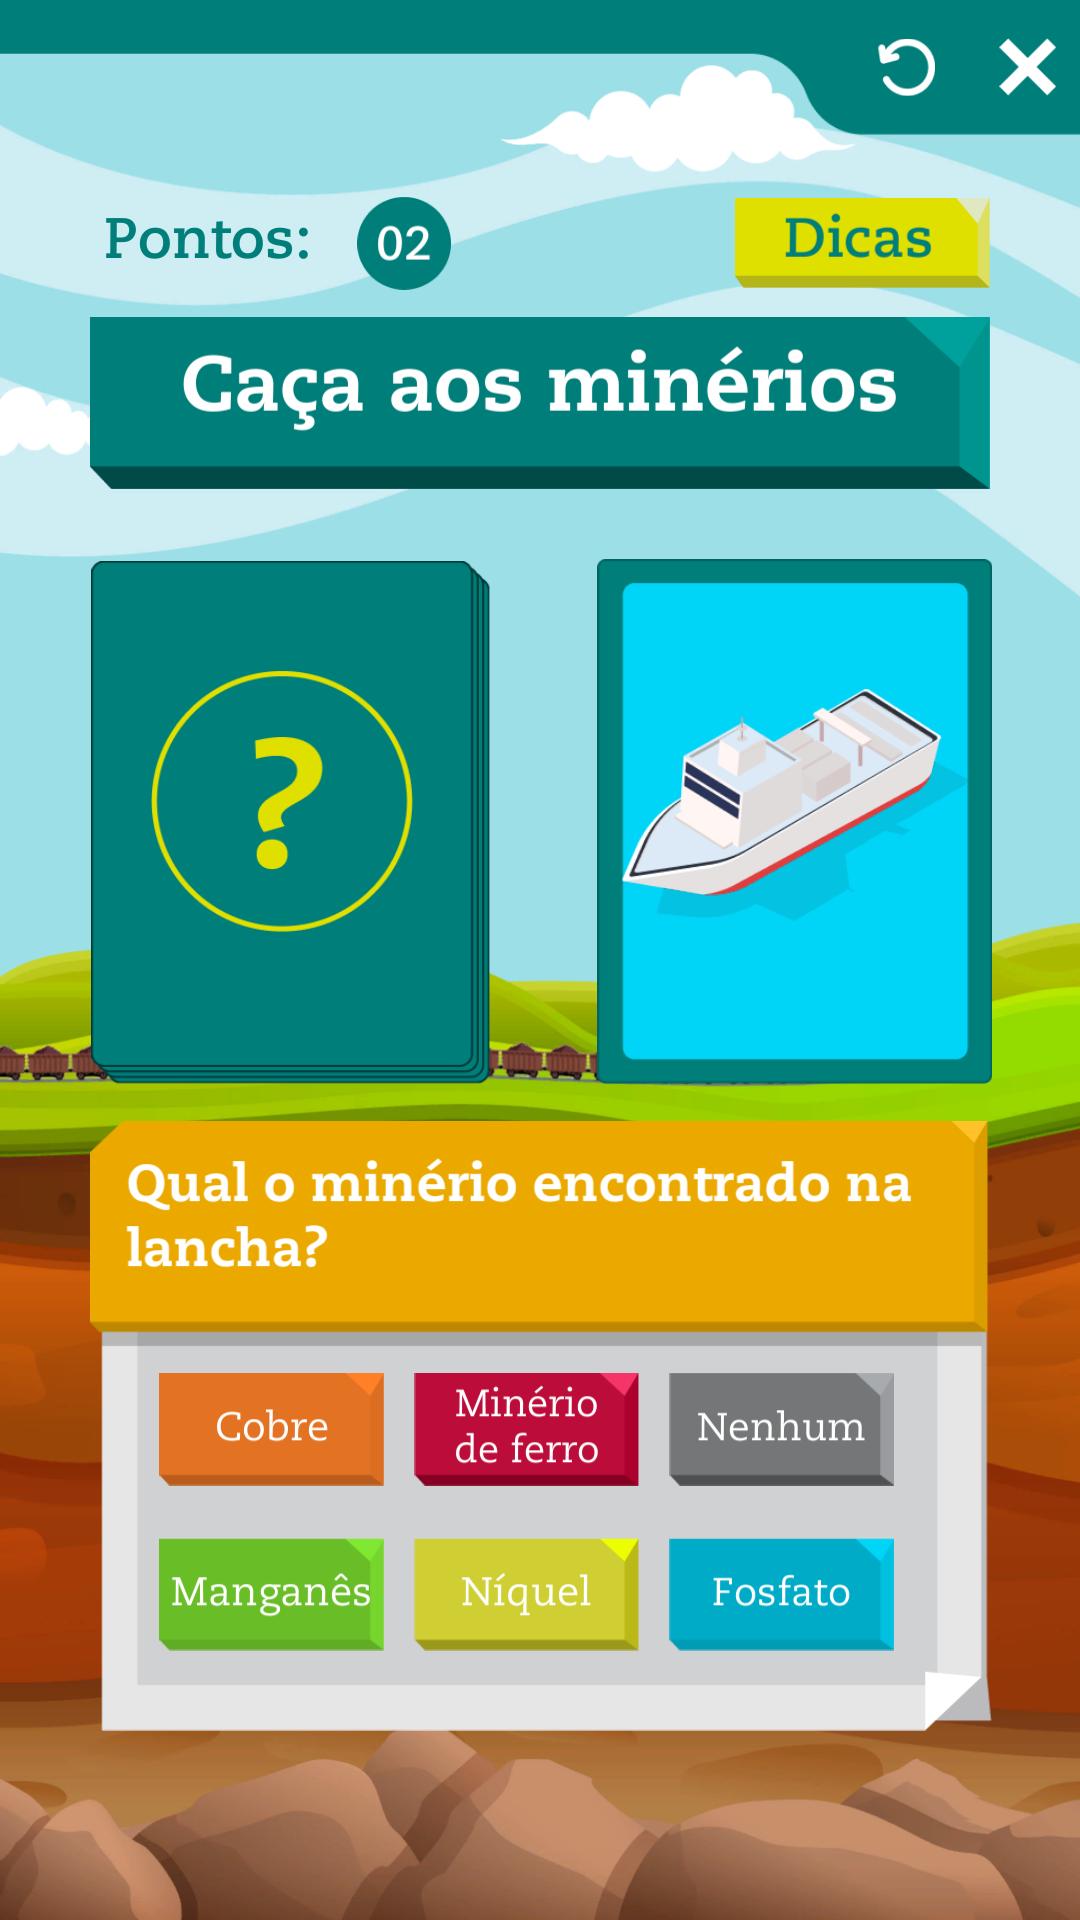 Pontos: 02
Dicas
Caça aos minérios
?
Qual o minério encontrado na
lancha?
Cobre
Minério
de ferro
Nenhum
Manganês
Níquel
Fosfato